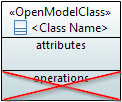 «OpenModelClass»
<Class Name>
attributes
operations